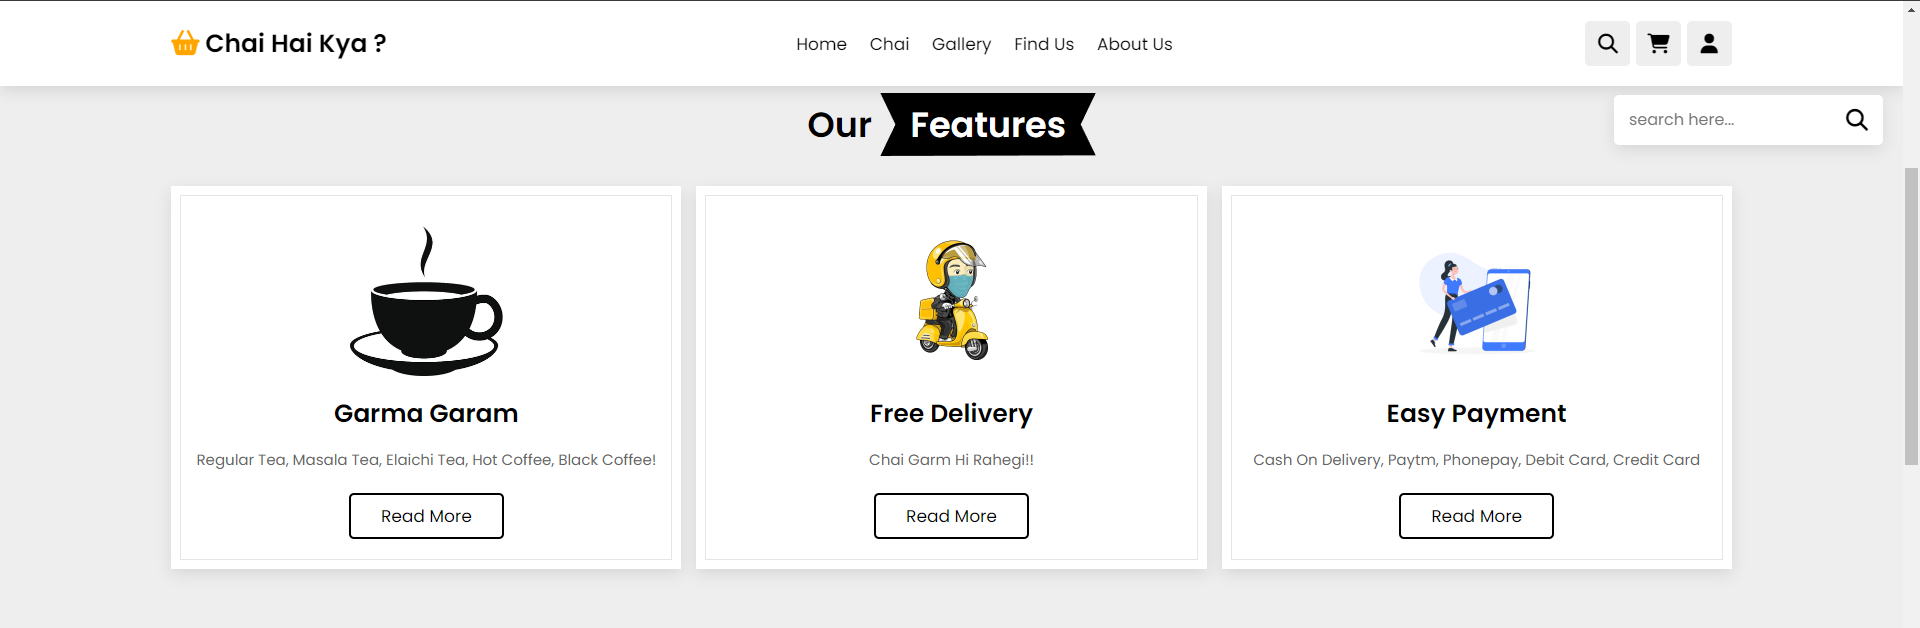 Chai Hai Kya ?
Home Chai Gallery Find Us About Us
Our Features
search here...
Garma Garam
Regular Tea, Masala Tea, Elaichi Tea, Hot Coffee, Black Coffee!
Read More
Free Delivery
Chai Garm Hi Rahegi!!
Read More
Easy Payment
Cash On Delivery, Paytm, Phonepay, Debit Card, Credit Card
Read More